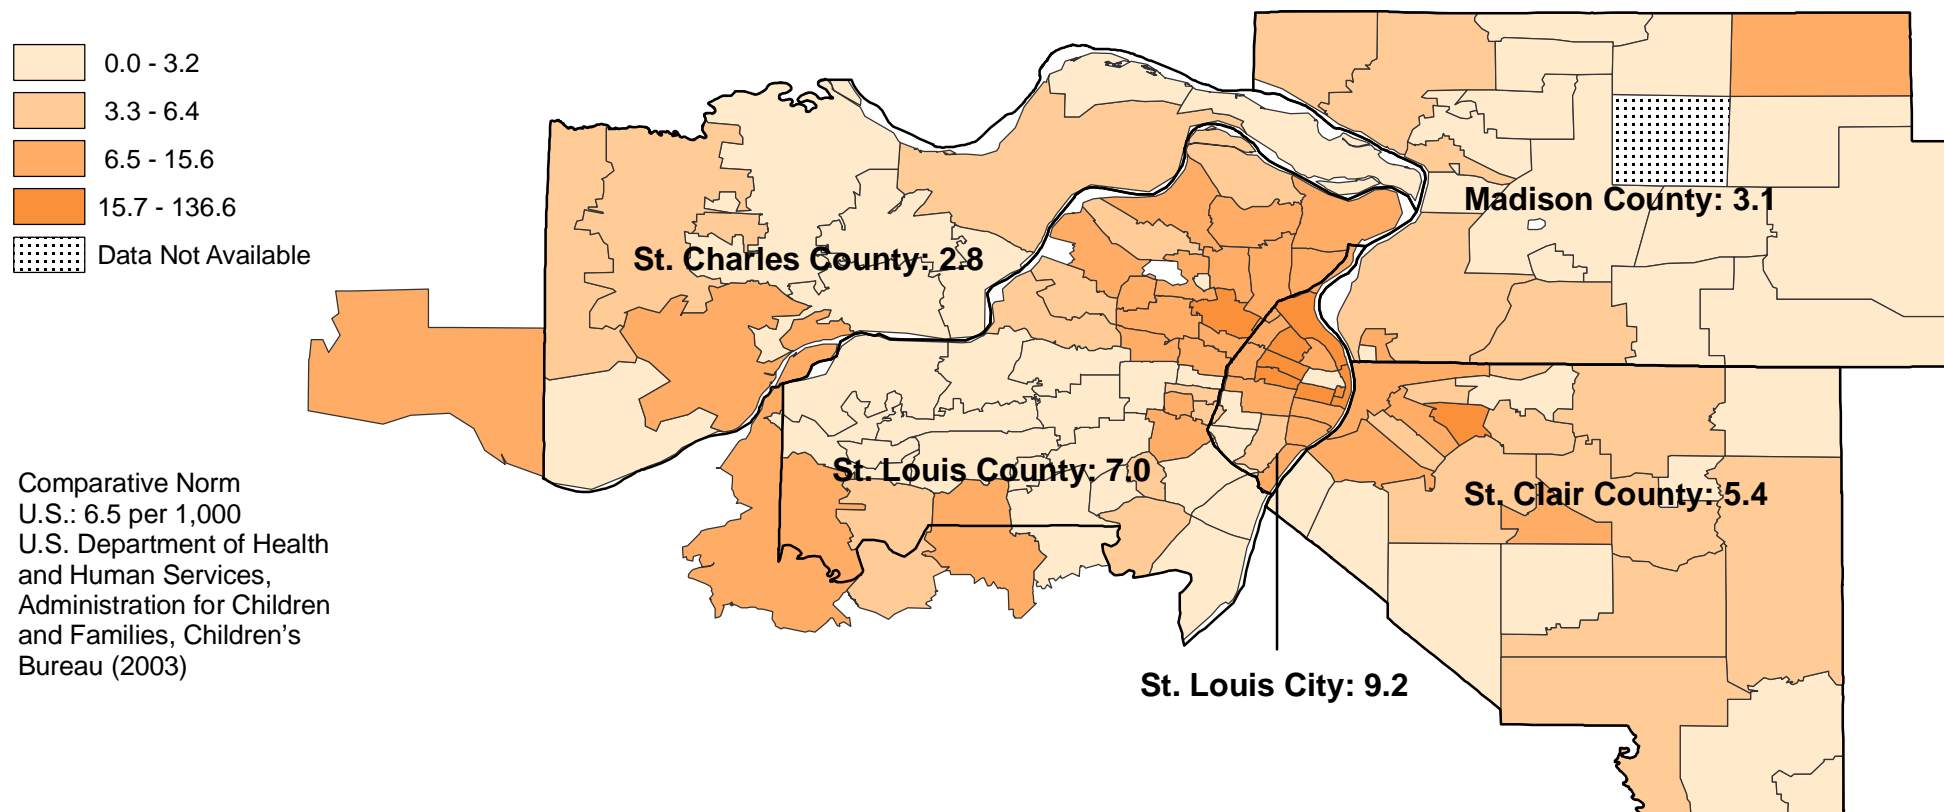 0.0 - 3.2
3.3 - 6.4
6.5 - 15.6
15.7 - 136.6
Data Not Available
Madison County: 3.1
St. Charles County: 2.8
St. Louis County: 7.0
St. Clair County: 5.4
St. Louis City: 9.2
Comparative Norm
U.S.: 6.5 per 1,000
U.S. Department of Health
and Human Services,
Administration for Children
and Families, Children’s
Bureau (2003)